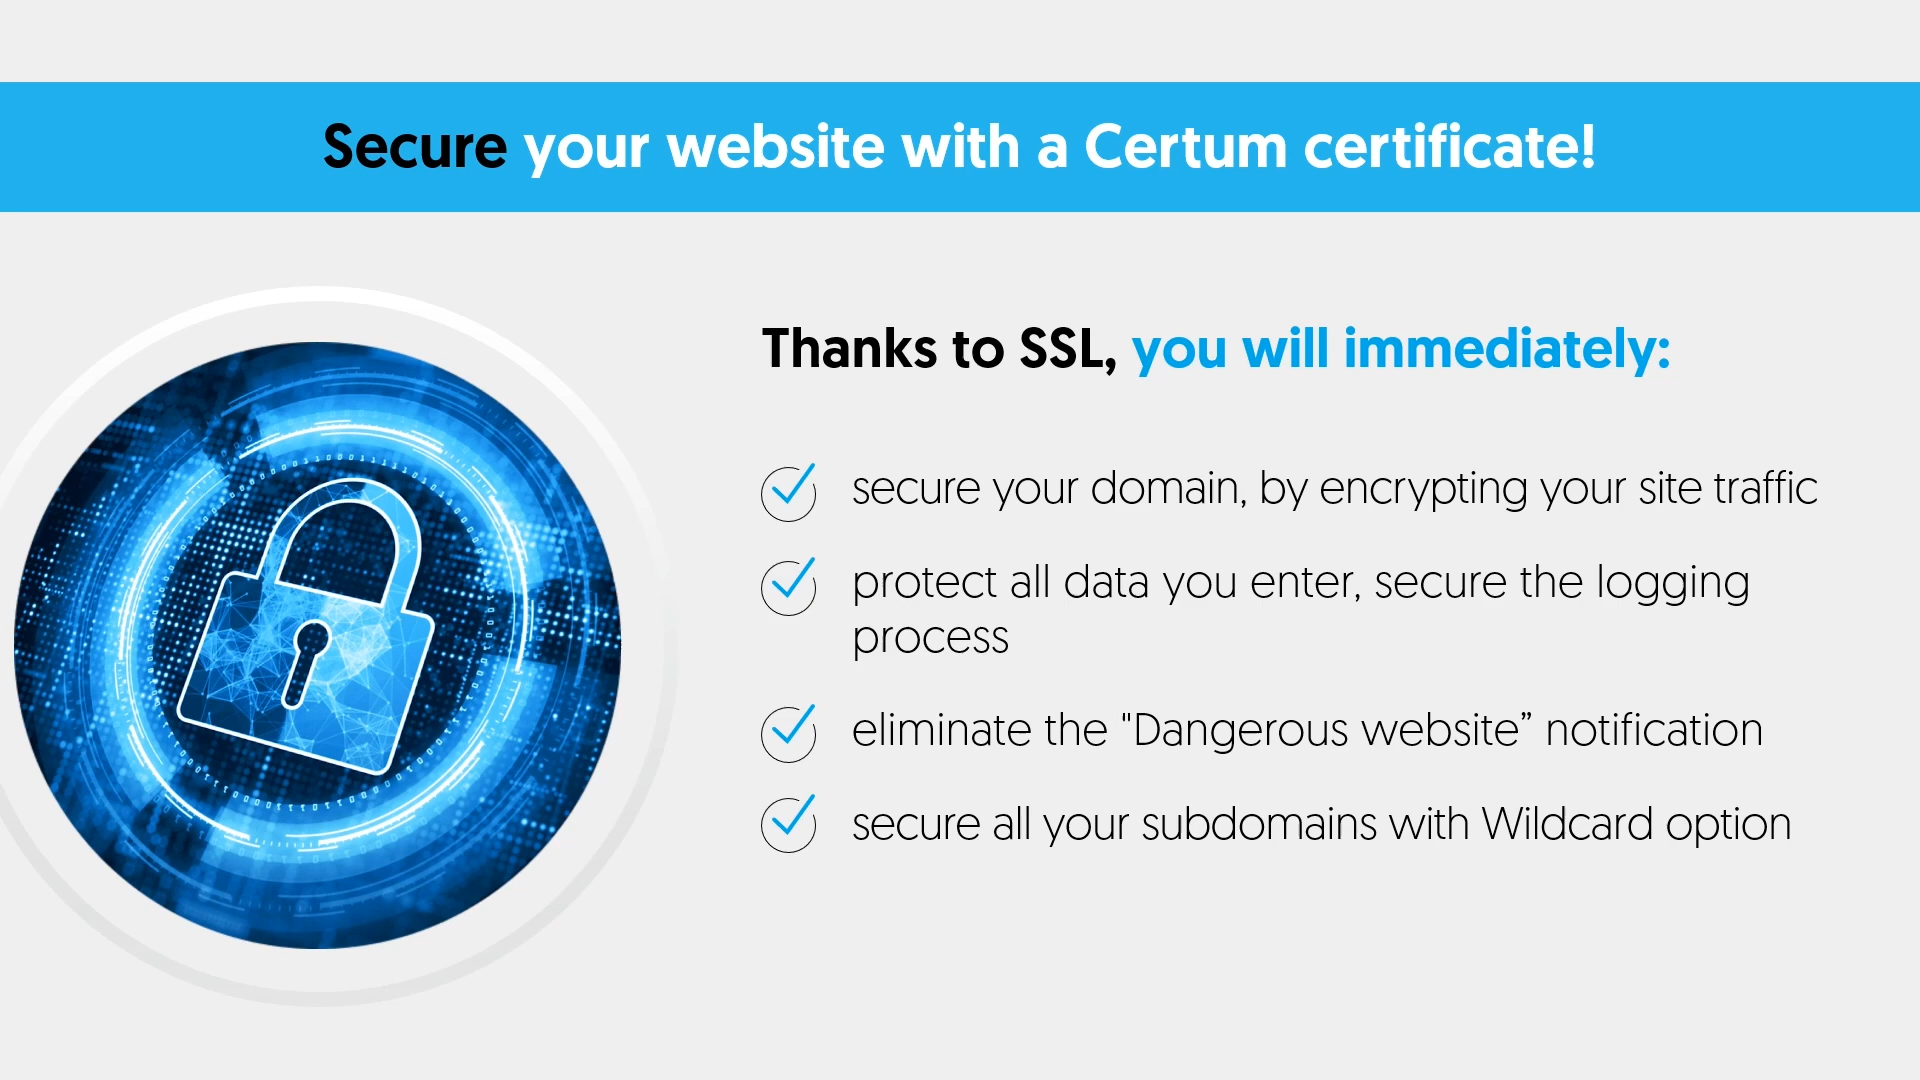 Secure your website with a Certum certificate!
Thanks to SSL, you will immediately:
secure your domain, by encrypting your site traffic
protect all data you enter, secure the logging
process
eliminate the "Dangerous website” notification
secure all your subdomains with Wildcard option